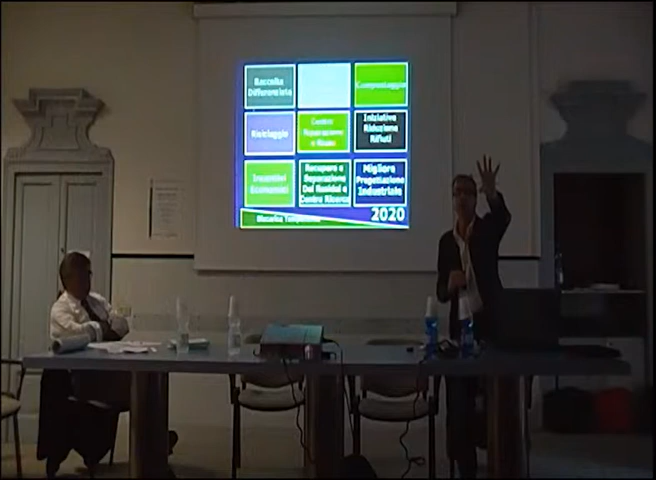 Raccolta
Differenziata
Compostaggio
Riciclaggio
Centro
Riparazione
e Riuso
Iniziative
Riduzione
Rifiuti
Incentivi
Economici
Recupero e
Separazione
Dei Residui e
Centro Ricerca
Migliore
Progettazione
Industriale
Discarica
2020